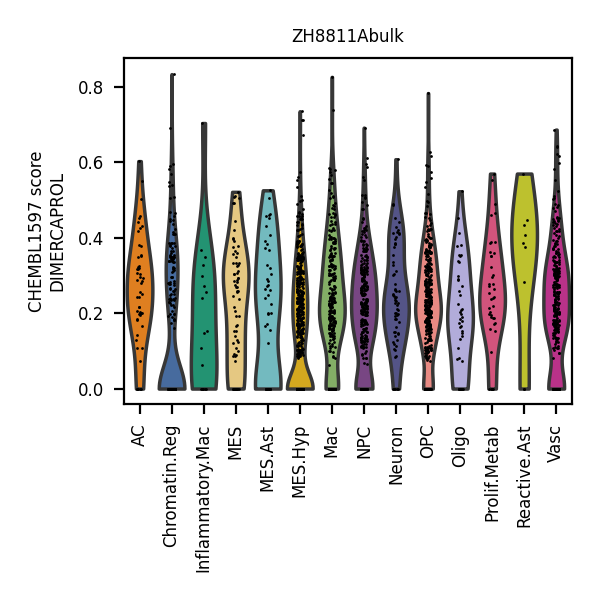 ZH8811Abulk
CHEMBL1597 score
DIMERCAPROL
0.8
0.6
0.4
0.2
0.0
AC
Chromatin.Reg
Inflammatory.Mac
MES
MES.Ast
MES.Hyp
Mac
NPC
Neuron
OPC
Oligo
Prolif.Metab
Reactive.Ast
Vasc